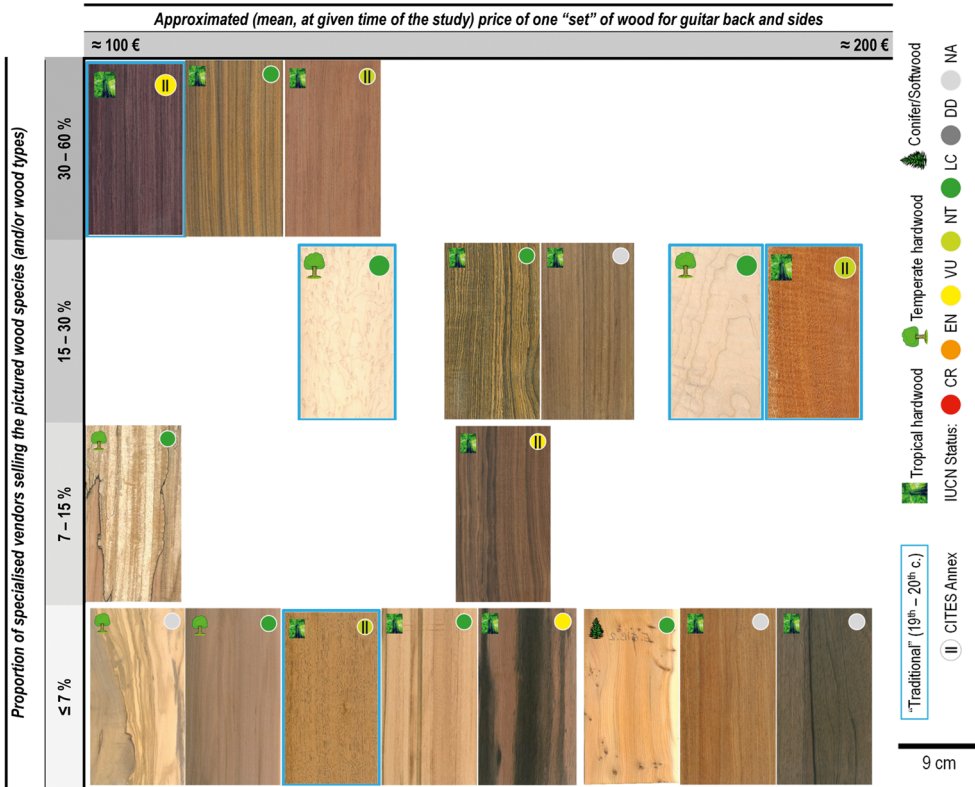 Approximated (mean, at given time of the study) price of one “set” of wood for guitar back and sides
≈ 100 €
≈ 200 €
Proportion of specialised vendors selling the pictured wood species (and/or wood types)
30 – 60 %
II
II
15 – 30 %
II
7 – 15 %
II
≤ 7 %
II
Tropical hardwood
Temperate hardwood
Conifer/Softwood
IUCN Status:
CR
EN
VU
NT
LC
DD
NA
“Traditional” (19th – 20th c.)
II
CITES Annex
9 cm